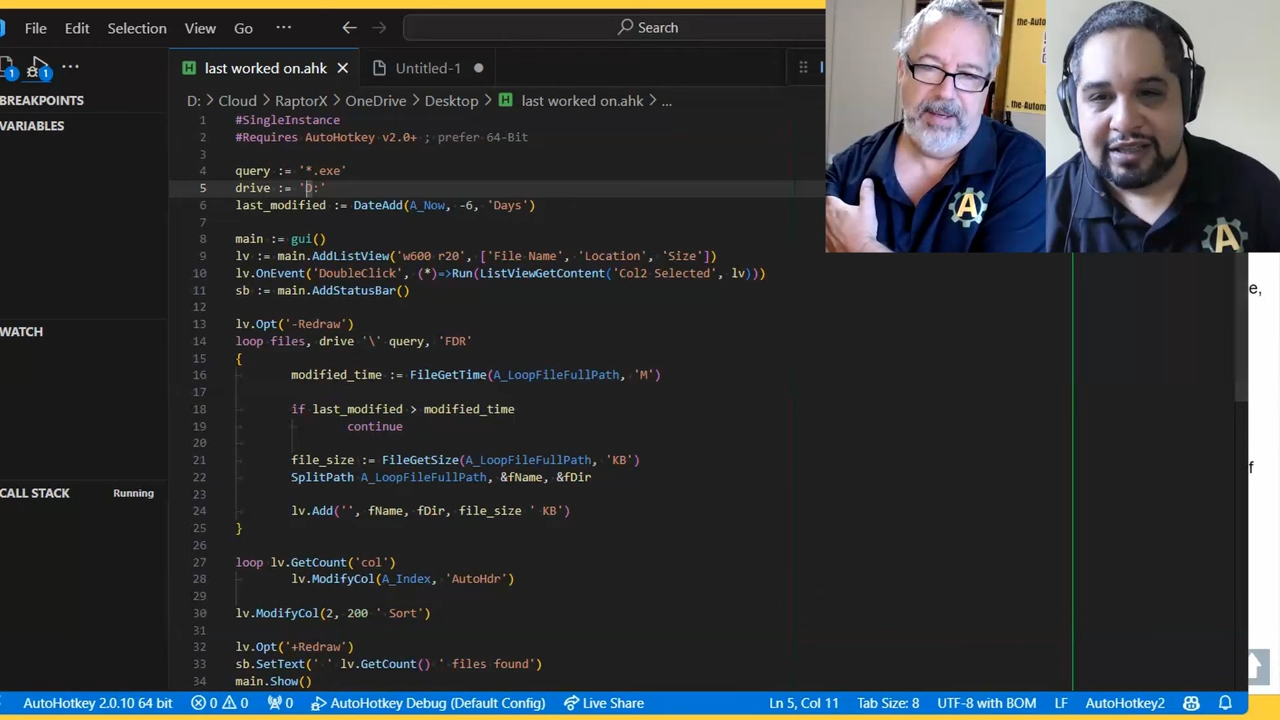 File Edit Selection View Go ··· Search
the-Autom
the-Autom
last worked on.ahk Untitled-1
1 1 ···
D: > Cloud > RaptorX > OneDrive > Desktop > last worked on.ahk > ...
BREAKPOINTS
VARIABLES
WATCH
CALL STACK Running
1 #SingleInstance
2 #Requires AutoHotkey v2.0+ ; prefer 64-Bit
3
4 query := '*.exe'
5 drive := 'D:'
6 last_modified := DateAdd(A_Now, -6, 'Days')
7
8 main := gui()
9 lv := main.AddListView('w600 r20', ['File Name', 'Location', 'Size'])
10 lv.OnEvent('DoubleClick', (*)=>Run(ListViewGetContent('Col2 Selected', lv)))
11 sb := main.AddStatusBar()
12
13 lv.Opt('-Redraw')
14 loop files, drive '\' query, 'FDR'
15 {
16 modified_time := FileGetTime(A_LoopFileFullPath, 'M')
17
18 if last_modified > modified_time
19 continue
20
21 file_size := FileGetSize(A_LoopFileFullPath, 'KB')
22 SplitPath A_LoopFileFullPath, &fName, &fDir
23
24 lv.Add('', fName, fDir, file_size ' KB')
25 }
26
27 loop lv.GetCount('col')
28 lv.ModifyCol(A_Index, 'AutoHdr')
29
30 lv.ModifyCol(2, 200 ' Sort')
31
32 lv.Opt('+Redraw')
33 sb.SetText(' ' lv.GetCount() ' files found')
34 main.Show()
e,
f
AutoHotkey 2.0.10 64 bit 0 0 0 AutoHotkey Debug (Default Config) Live Share Ln 5, Col 11 Tab Size: 8 UTF-8 with BOM LF AutoHotkey2